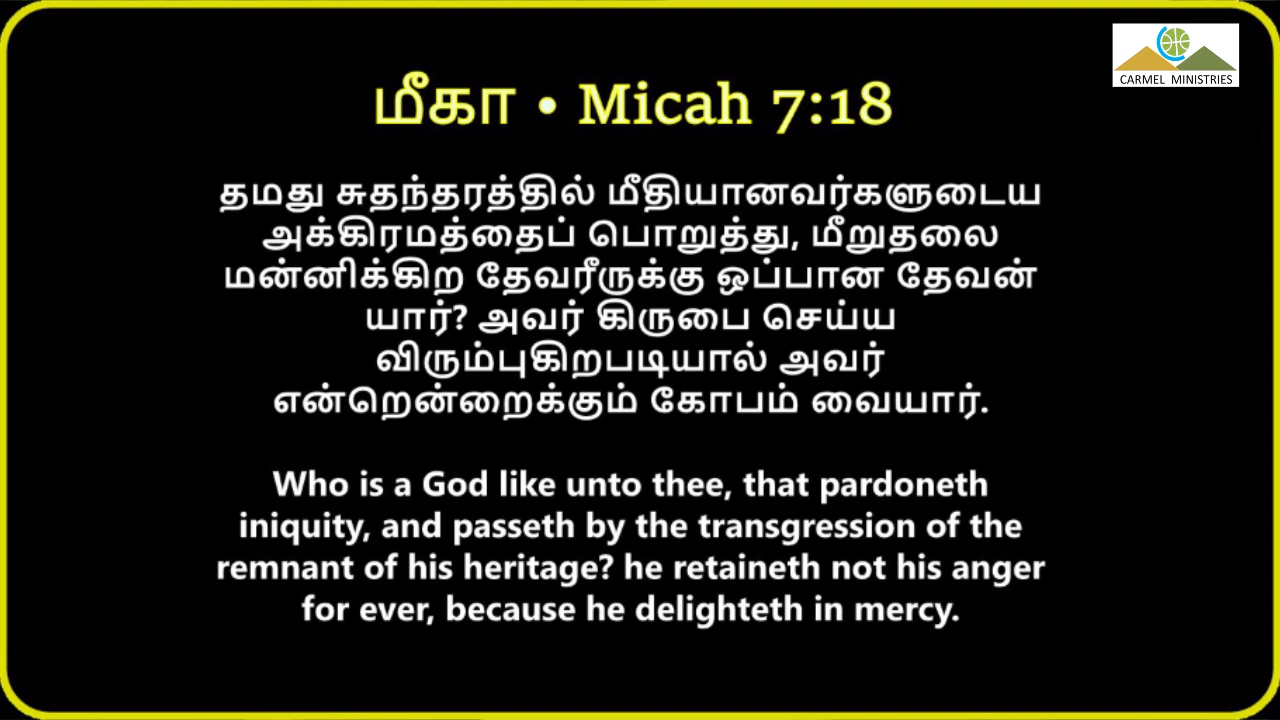 CARMEL MINISTRIES
மீகா • Micah 7:18
தமது சுதந்தரத்தில் மீதியானவர்களுடைய
அக்கிரமத்தைப் பொறுத்து, மீறுதலை
மன்னிக்கிற தேவரீருக்கு ஒப்பான தேவன்
யார்? அவர் கிருபை செய்ய
விரும்புகிறபடியால் அவர்
என்றென்றைக்கும் கோபம் வையார்.
Who is a God like unto thee, that pardoneth
iniquity, and passeth by the transgression of the
remnant of his heritage? he retaineth not his anger
for ever, because he delighteth in mercy.